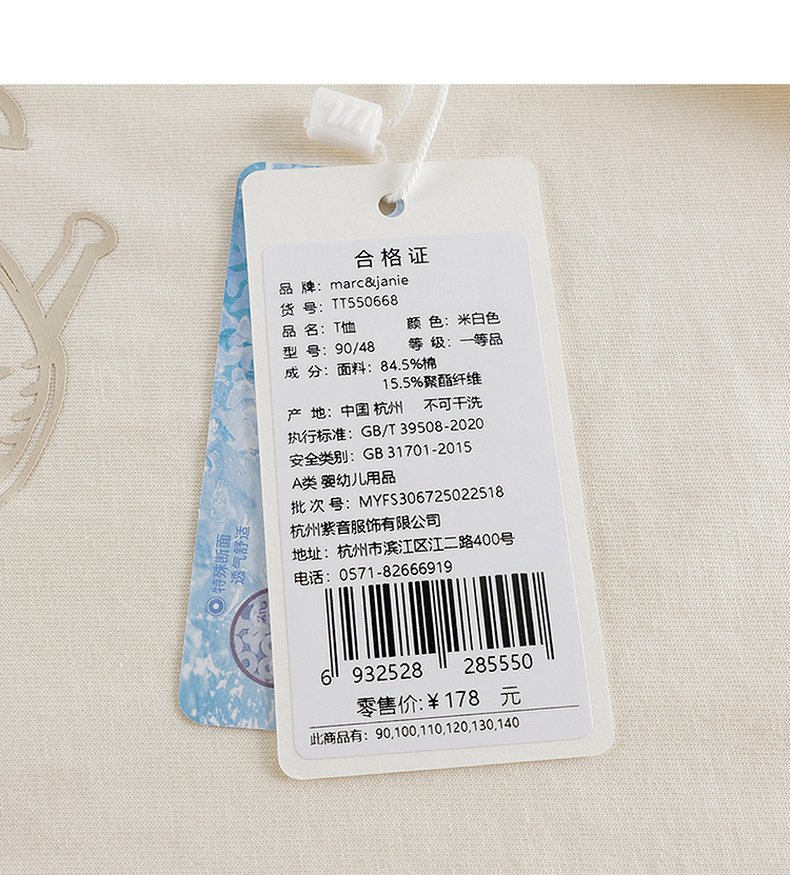 合格证
品 牌：marc&janie
货 号：TT550668
品 名：T恤 颜 色：米白色
型 号：90/48 等 级：一等品
成 分：面料：84.5%棉
15.5%聚酯纤维
产 地：中国 杭州 不可干洗
执行标准：GB/T 39508-2020
安全类别：GB 31701-2015
A类 婴幼儿用品
批 次 号：MYFS306725022518
杭州紫音服饰有限公司
地址：杭州市滨江区江二路400号
电话：0571-82666919
6 932528 285550
零售价:¥178 元
此商品有：90,100,110,120,130,140
特殊断面
透气舒适